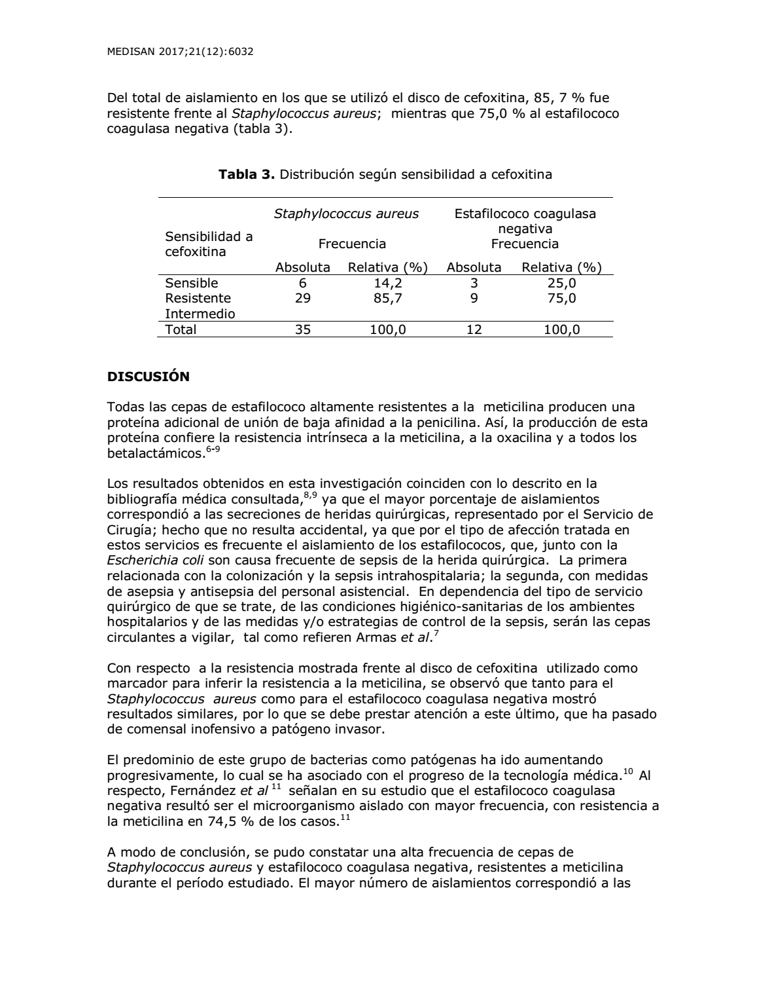 MEDISAN 2017;21(12):6032
Del total de aislamiento en los que se utilizó el disco de cefoxitina, 85, 7 % fue
resistente frente al Staphylococcus aureus;  mientras que 75,0 % al estafilococo
coagulasa negativa (tabla 3).
Tabla 3. Distribución según sensibilidad a cefoxitina
Sensibilidad a
cefoxitina
Staphylococcus aureus
Estafilococo coagulasa
negativa
Frecuencia Frecuencia
Absoluta Relativa (%) Absoluta Relativa (%)
Sensible 6 14,2 3 25,0
Resistente 29 85,7 9 75,0
Intermedio
Total 35 100,0 12 100,0
DISCUSIÓN
Todas las cepas de estafilococo altamente resistentes a la  meticilina producen una
proteína adicional de unión de baja afinidad a la penicilina. Así, la producción de esta
proteína confiere la resistencia intrínseca a la meticilina, a la oxacilina y a todos los
betalactámicos.6-9
Los resultados obtenidos en esta investigación coinciden con lo descrito en la
bibliografía médica consultada,8,9 ya que el mayor porcentaje de aislamientos
correspondió a las secreciones de heridas quirúrgicas, representado por el Servicio de
Cirugía; hecho que no resulta accidental, ya que por el tipo de afección tratada en
estos servicios es frecuente el aislamiento de los estafilococos, que, junto con la
Escherichia coli son causa frecuente de sepsis de la herida quirúrgica.  La primera
relacionada con la colonización y la sepsis intrahospitalaria; la segunda, con medidas
de asepsia y antisepsia del personal asistencial.  En dependencia del tipo de servicio
quirúrgico de que se trate, de las condiciones higiénico-sanitarias de los ambientes
hospitalarios y de las medidas y/o estrategias de control de la sepsis, serán las cepas
circulantes a vigilar,  tal como refieren Armas et al.7
Con respecto  a la resistencia mostrada frente al disco de cefoxitina  utilizado como
marcador para inferir la resistencia a la meticilina, se observó que tanto para el
Staphylococcus  aureus como para el estafilococo coagulasa negativa mostró
resultados similares, por lo que se debe prestar atención a este último, que ha pasado
de comensal inofensivo a patógeno invasor.
El predominio de este grupo de bacterias como patógenas ha ido aumentando
progresivamente, lo cual se ha asociado con el progreso de la tecnología médica.10 Al
respecto, Fernández et al 11  señalan en su estudio que el estafilococo coagulasa
negativa resultó ser el microorganismo aislado con mayor frecuencia, con resistencia a
la meticilina en 74,5 % de los casos.11
A modo de conclusión, se pudo constatar una alta frecuencia de cepas de
Staphylococcus aureus y estafilococo coagulasa negativa, resistentes a meticilina
durante el período estudiado. El mayor número de aislamientos correspondió a las